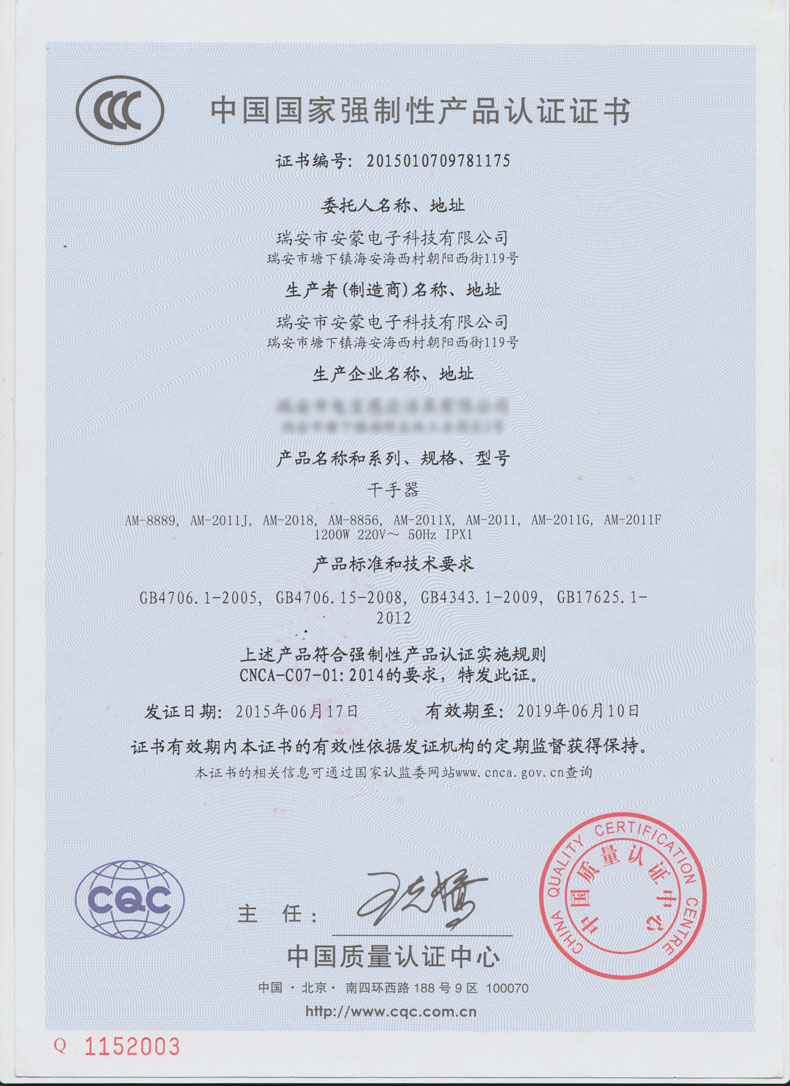 中国国家强制性产品认证证书
证书编号：2015010709781175
委托人名称、地址
瑞安市安蒙电子科技有限公司
瑞安市塘下镇海安海西村朝阳西街119号
生产者(制造商)名称、地址
瑞安市安蒙电子科技有限公司
瑞安市塘下镇海安海西村朝阳西街119号
生产企业名称、地址
产品名称和系列、规格、型号
干手器
AM-8889, AM-2011J, AM-2018, AM-8856, AM-2011X, AM-2011, AM-2011G, AM-2011F
1200W 220V～ 50Hz IPX1
产品标准和技术要求
GB4706.1-2005, GB4706.15-2008, GB4343.1-2009, GB17625.1-
2012
上述产品符合强制性产品认证实施规则
CNCA-C07-01:2014的要求，特发此证。
发证日期：2015年06月17日 有效期至：2019年06月10日
证书有效期内本证书的有效性依据发证机构的定期监督获得保持。
本证书的相关信息可通过国家认监委网站www.cnca.gov.cn查询
CHINA QUALITY CERTIFICATION CENTRE
中国质量认证中心
CQC
主 任：
中国质量认证中心
中国·北京·南四环西路 188 号 9 区 100070
http://www.cqc.com.cn
Q 1152003